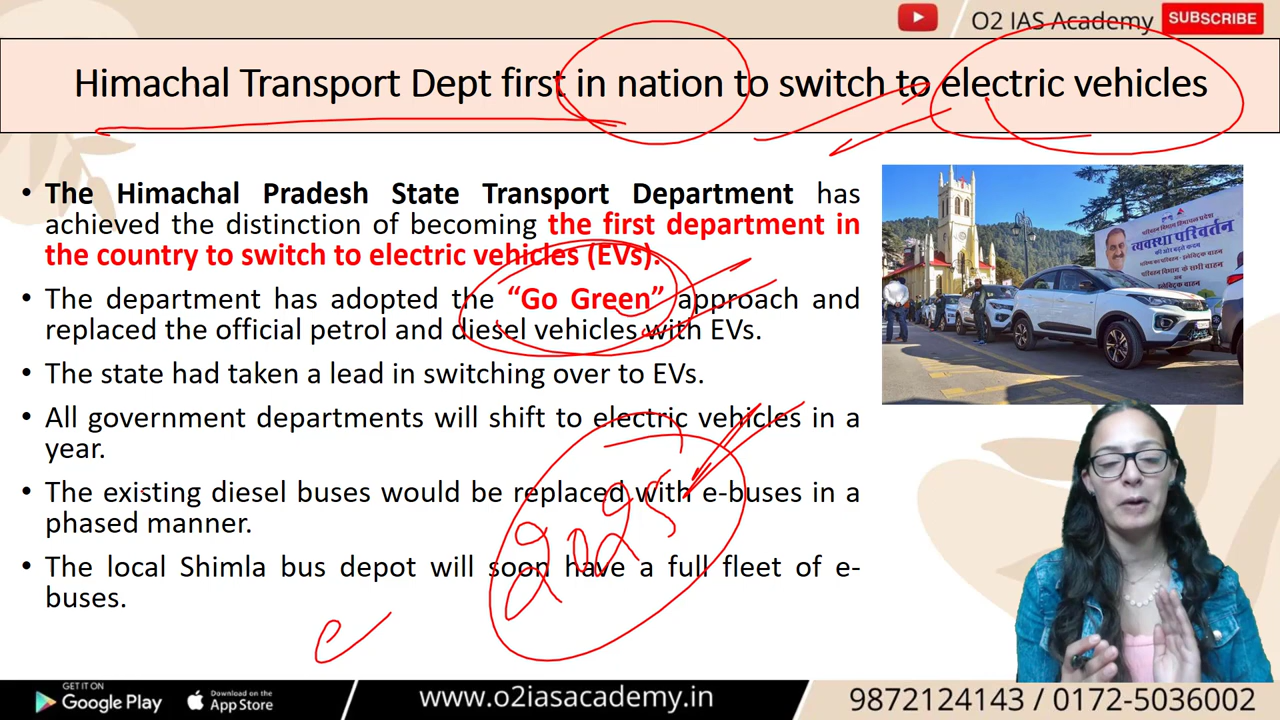 O2 IAS Academy SUBSCRIBE
Himachal Transport Dept first in nation to switch to electric vehicles
• The Himachal Pradesh State Transport Department has
achieved the distinction of becoming the first department in
the country to switch to electric vehicles (EVs).
• The department has adopted the “Go Green” approach and
replaced the official petrol and diesel vehicles with EVs.
• The state had taken a lead in switching over to EVs.
• All government departments will shift to electric vehicles in a
year.
• The existing diesel buses would be replaced with e-buses in a
phased manner.
• The local Shimla bus depot will soon have a full fleet of e-
buses.
2025
e
व्यवस्था परिवर्तन
GET IT ON
Google Play
Download on the
App Store
www.o2iasacademy.in
9872124143 / 0172-5036002